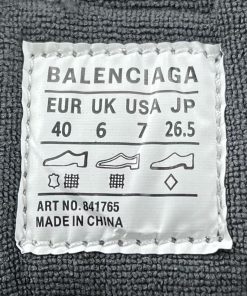 BALENCIAGA
EUR UK USA JP
40 6 7 26.5
ART NO. 841765
MADE IN CHINA